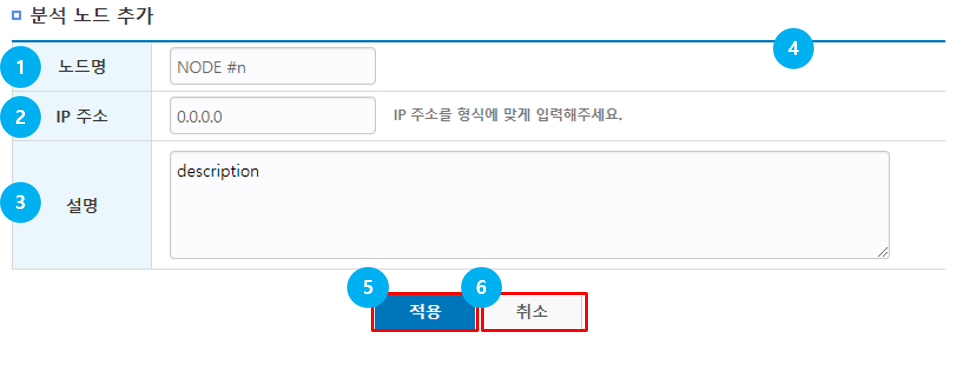 분석 노드 추가
4
1 노드명 NODE #n
2 IP 주소 0.0.0.0 IP 주소를 형식에 맞게 입력해주세요.
3 설명 description
5 적용 6 취소